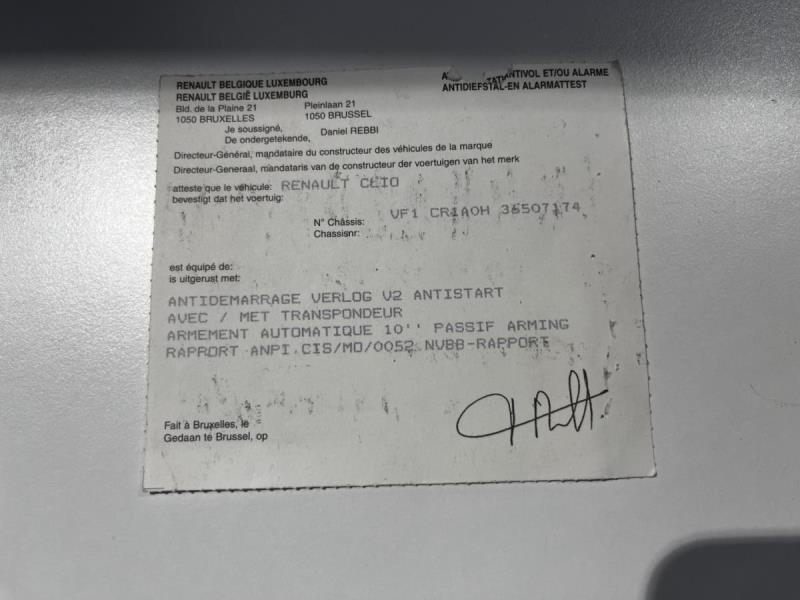 RENAULT BELGIQUE LUXEMBOURG
RENAULT BELGIË LUXEMBURG
Bld. de la Plaine 21 Pleinlaan 21
1050 BRUXELLES 1050 BRUSSEL
ANTIVOL ET/OU ALARME
ANTIDIEFSTAL-EN ALARMATTEST
Je soussigné,
De ondergetekende, Daniel REBBI
Directeur-Général, mandataire du constructeur des véhicules de la marque
Directeur-Generaal, mandataris van de constructeur der voertuigen van het merk
atteste que le véhicule: RENAULT CLIO
bevestigt dat het voertuig:
N° Châssis: VF1 CR1A0H 36507174
Chassisnr:
est équipé de:
is uitgerust met:
ANTIDEMARRAGE VERLOG V2 ANTISTART
AVEC / MET TRANSPONDEUR
ARMEMENT AUTOMATIQUE 10'' PASSIF ARMING
RAPPORT ANPI.CIS/MD/0052 NVBB-RAPPORT
Fait à Bruxelles, le
Gedaan te Brussel, op